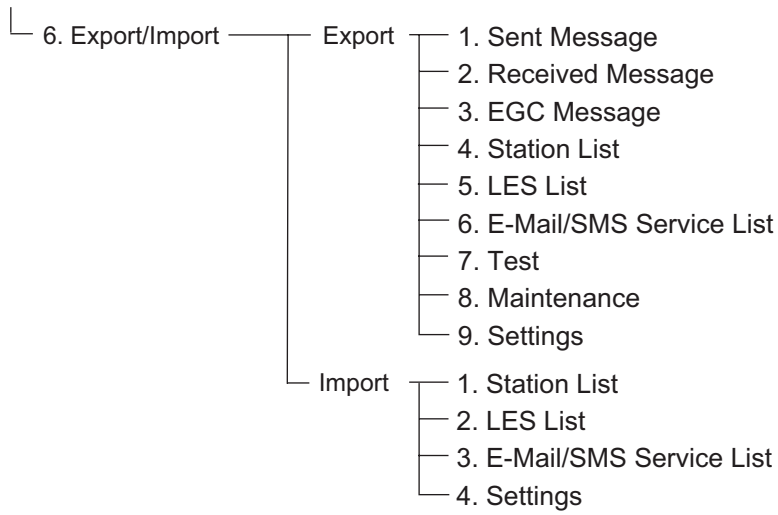 6. Export/Import
Export
1. Sent Message
2. Received Message
3. EGC Message
4. Station List
5. LES List
6. E-Mail/SMS Service List
7. Test
8. Maintenance
9. Settings
Import
1. Station List
2. LES List
3. E-Mail/SMS Service List
4. Settings